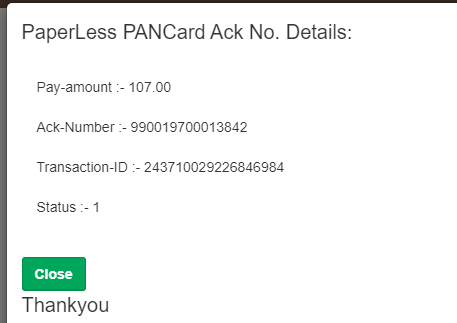 PaperLess PANCard Ack No. Details:
Pay-amount :- 107.00
Ack-Number :- 990019700013842
Transaction-ID :- 243710029226846984
Status :- 1
Close
Thankyou